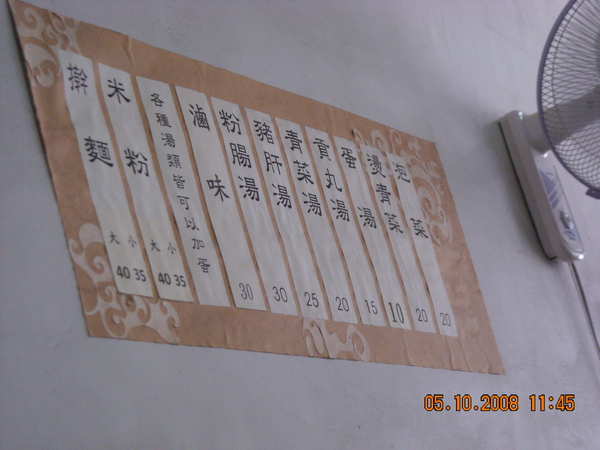 擀麵 大 小 40 35
米粉 大 小 40 35
各種湯類皆可以加蛋
滷味 30
粉腸湯 30
豬肝湯 25
青菜湯 20
貢丸湯 15
蛋湯 10
燙青菜 20
泡菜 20
05.10.2008 11:45